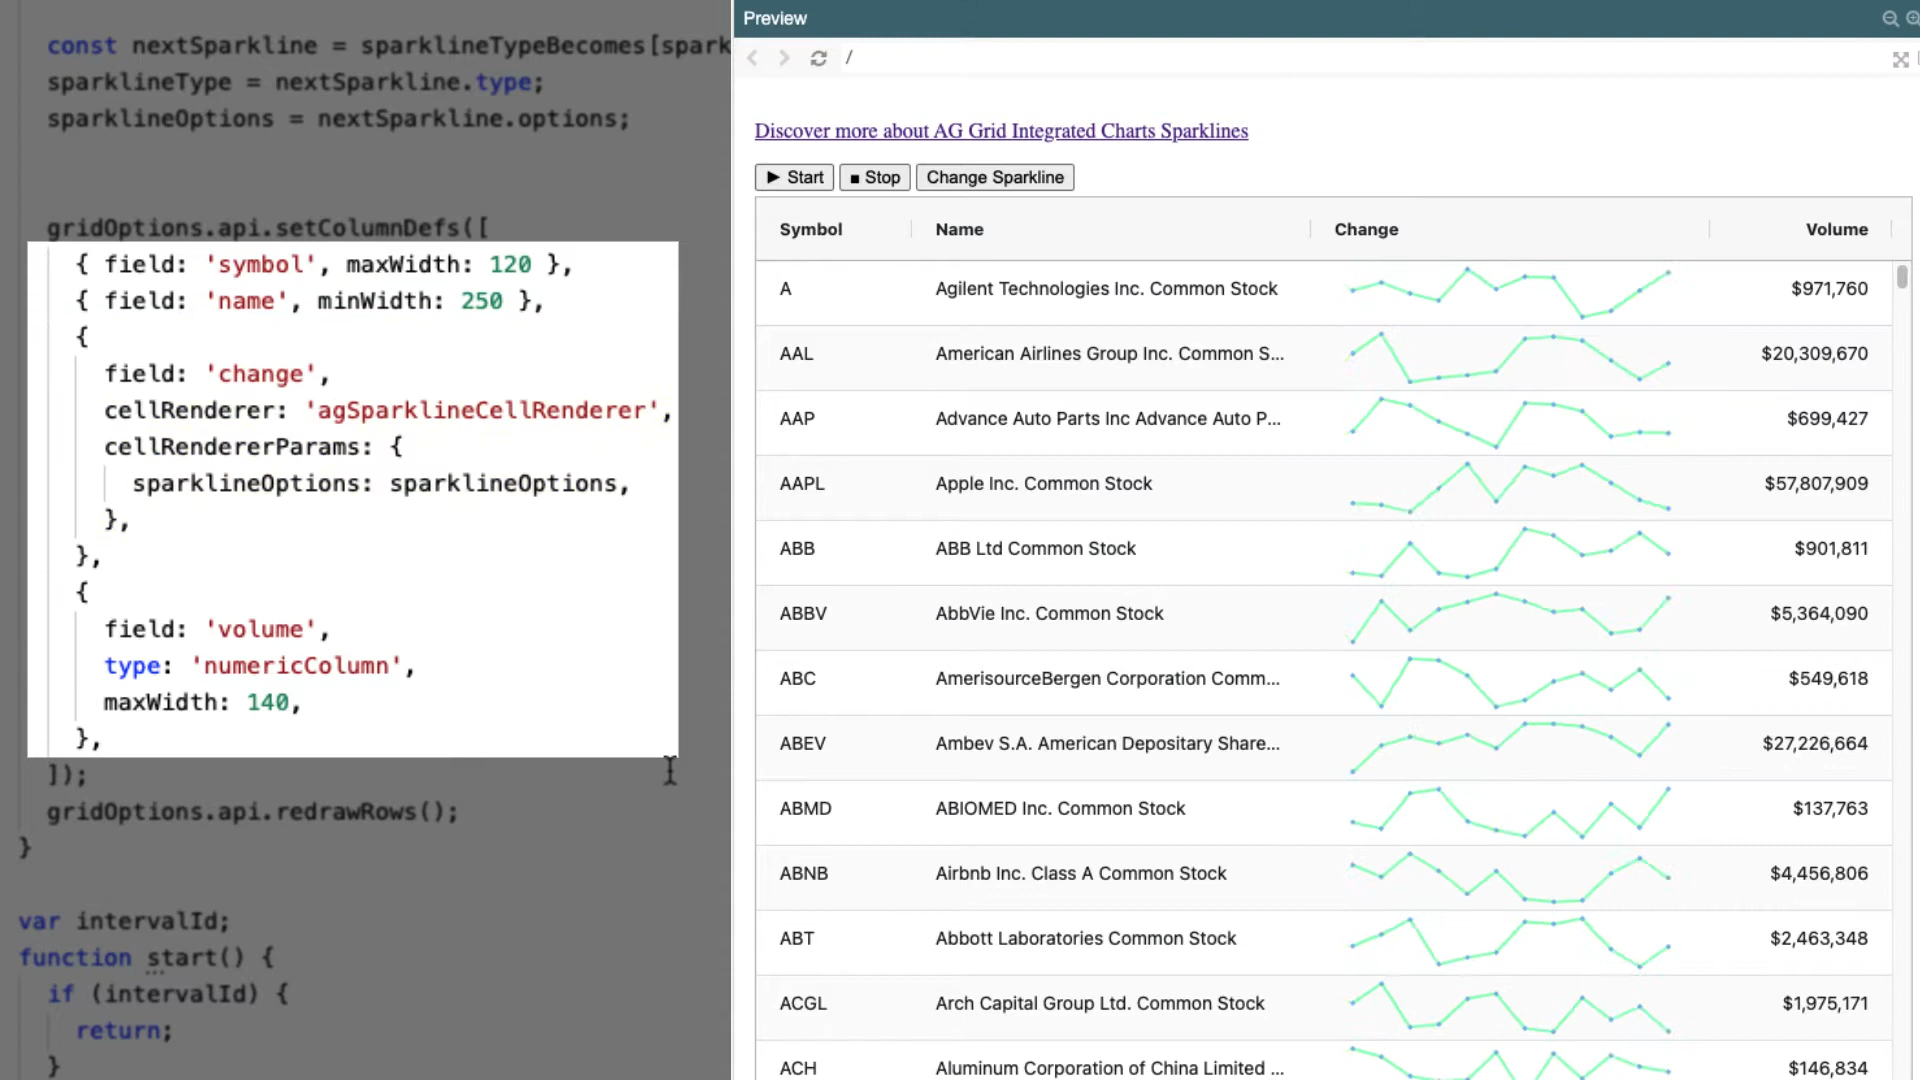 const nextSparkline = sparklineTypeBecomes[spark
sparklineType = nextSparkline.type;
sparklineOptions = nextSparkline.options;
gridOptions.api.setColumnDefs([
{ field: 'symbol', maxWidth: 120 },
{ field: 'name', minWidth: 250 },
{
field: 'change',
cellRenderer: 'agSparklineCellRenderer',
cellRendererParams: {
sparklineOptions: sparklineOptions,
},
},
{
field: 'volume',
type: 'numericColumn',
maxWidth: 140,
},
]);
gridOptions.api.redrawRows();
}
var intervalId;
function start() {
if (intervalId) {
return;
}
Preview
/
Discover more about AG Grid Integrated Charts Sparklines
▶ Start ■ Stop Change Sparkline
Symbol Name Change Volume
A Agilent Technologies Inc. Common Stock $971,760
AAL American Airlines Group Inc. Common S... $20,309,670
AAP Advance Auto Parts Inc Advance Auto P... $699,427
AAPL Apple Inc. Common Stock $57,807,909
ABB ABB Ltd Common Stock $901,811
ABBV AbbVie Inc. Common Stock $5,364,090
ABC AmerisourceBergen Corporation Comm... $549,618
ABEV Ambev S.A. American Depositary Share... $27,226,664
ABMD ABIOMED Inc. Common Stock $137,763
ABNB Airbnb Inc. Class A Common Stock $4,456,806
ABT Abbott Laboratories Common Stock $2,463,348
ACGL Arch Capital Group Ltd. Common Stock $1,975,171
ACH Aluminum Corporation of China Limited ... $146,834